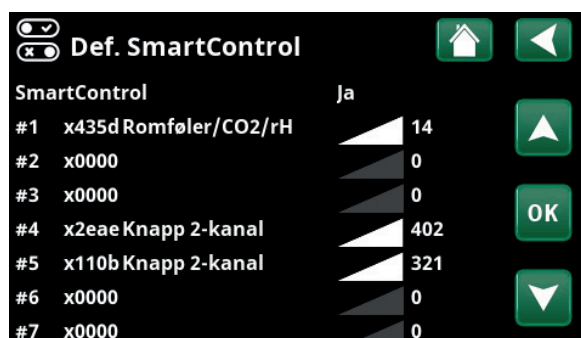 Def. SmartControl
SmartControl Ja
#1 x435d Romføler/CO2/rH 14
#2 x0000 0
#3 x0000 0
OK
#4 x2eae Knapp 2-kanal 402
#5 x110b Knapp 2-kanal 321
#6 x0000 0
#7 x0000 0